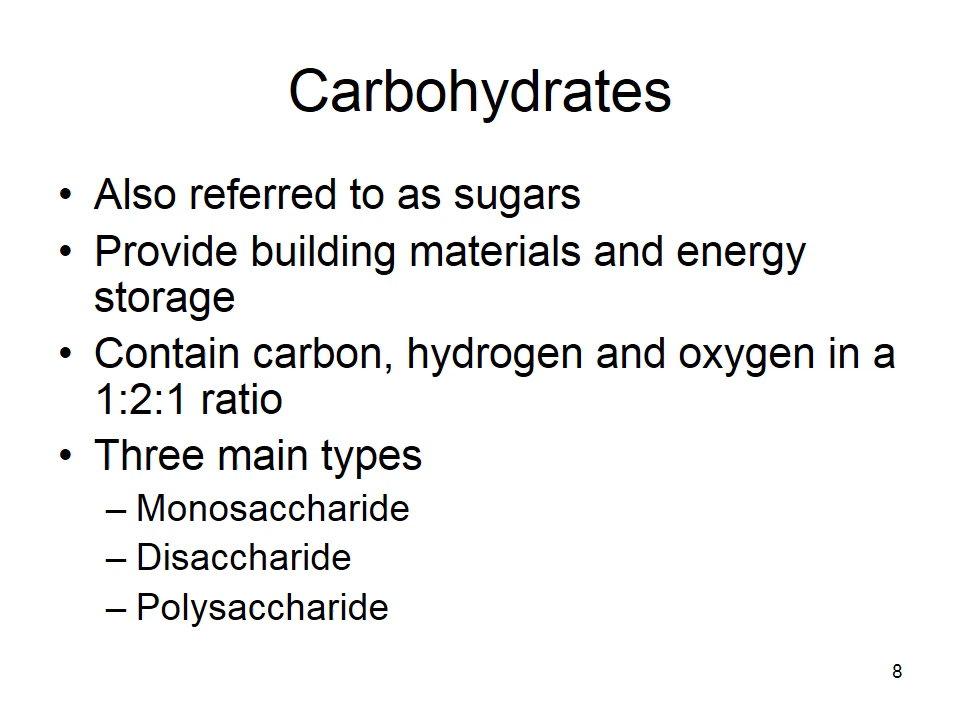 Carbohydrates
• Also referred to as sugars
• Provide building materials and energy
storage
• Contain carbon, hydrogen and oxygen in a
1:2:1 ratio
• Three main types
– Monosaccharide
– Disaccharide
– Polysaccharide
8